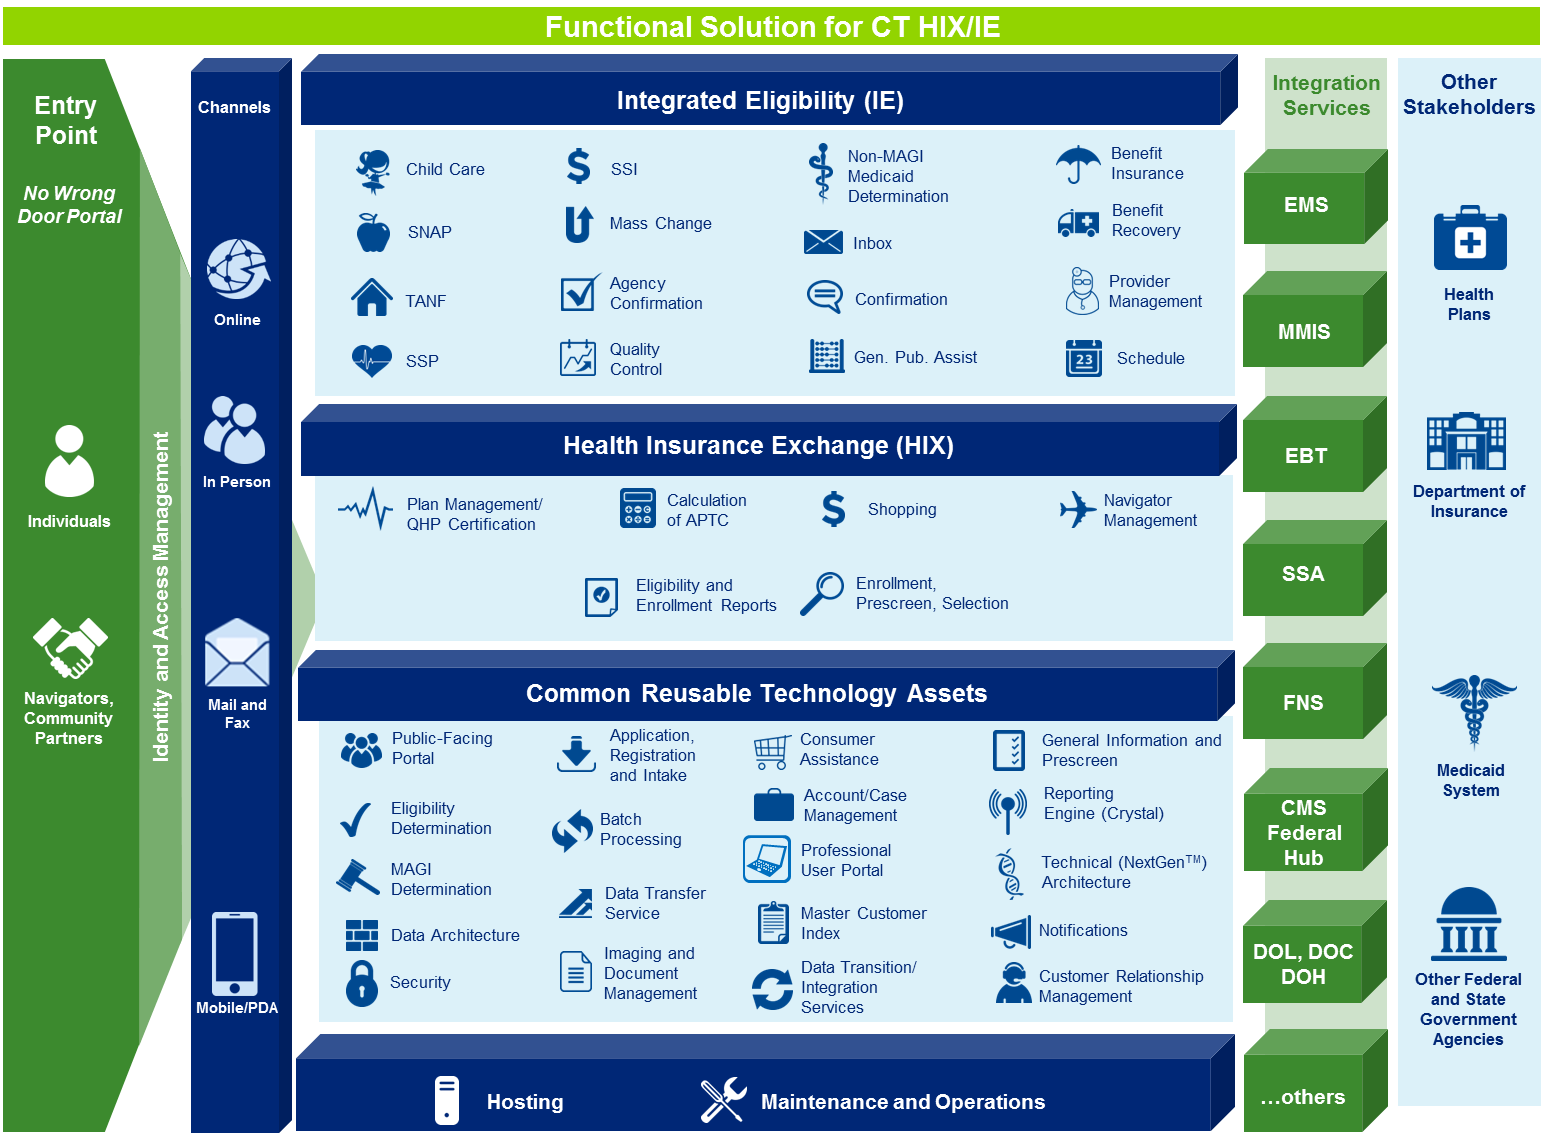 Functional Solution for CT HIX/IE
Entry
Point
No Wrong
Door Portal
Individuals
Navigators,
Community
Partners
Identity and Access Management
Channels
Online
In Person
Mail and
Fax
Mobile/PDA
Integrated Eligibility (IE)
Child Care
SNAP
TANF
SSP
SSI
Mass Change
Agency
Confirmation
Quality
Control
Non-MAGI
Medicaid
Determination
Inbox
Confirmation
Gen. Pub. Assist
Benefit
Insurance
Benefit
Recovery
Provider
Management
23
Schedule
Health Insurance Exchange (HIX)
Plan Management/
QHP Certification
Calculation
of APTC
Shopping
Navigator
Management
Eligibility and
Enrollment Reports
Enrollment,
Prescreen, Selection
Common Reusable Technology Assets
Public-Facing
Portal
Eligibility
Determination
MAGI
Determination
Data Architecture
Security
Application,
Registration
and Intake
Batch
Processing
Data Transfer
Service
Imaging and
Document
Management
Consumer
Assistance
Account/Case
Management
Professional
User Portal
Master Customer
Index
Data Transition/
Integration
Services
General Information and
Prescreen
Reporting
Engine (Crystal)
Technical (NextGen™)
Architecture
Notifications
Customer Relationship
Management
Hosting
Maintenance and Operations
Integration
Services
EMS
MMIS
EBT
SSA
FNS
CMS
Federal
Hub
DOL, DOC
DOH
…others
Other
Stakeholders
Health
Plans
Department of
Insurance
Medicaid
System
Other Federal
and State
Government
Agencies